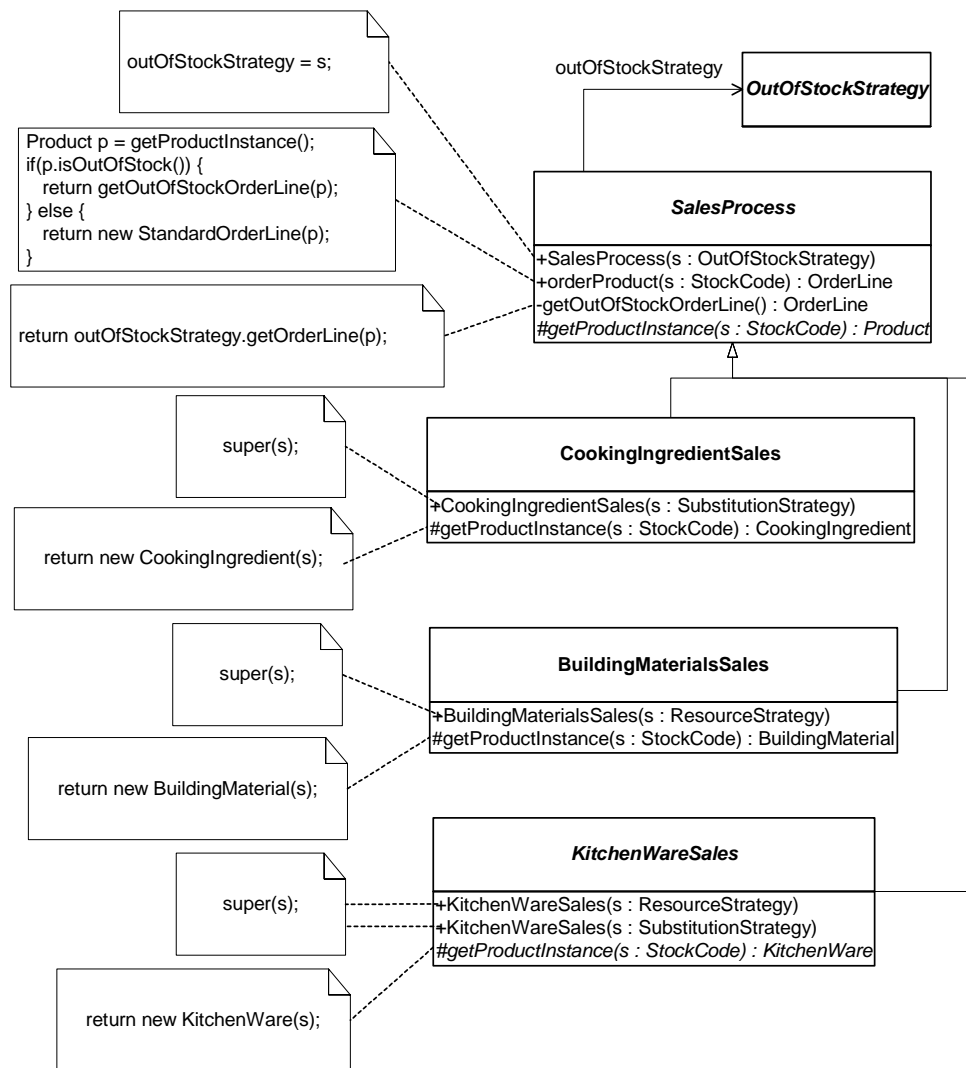 outOfStockStrategy = s;
outOfStockStrategy
OutOfStockStrategy
Product p = getProductInstance();
if(p.isOutOfStock()) {
return getOutOfStockOrderLine(p);
} else {
return new StandardOrderLine(p);
}
SalesProcess
+SalesProcess(s : OutOfStockStrategy)
+orderProduct(s : StockCode) : OrderLine
-getOutOfStockOrderLine() : OrderLine
#getProductInstance(s : StockCode) : Product
return outOfStockStrategy.getOrderLine(p);
super(s);
CookingIngredientSales
+CookingIngredientSales(s : SubstitutionStrategy)
#getProductInstance(s : StockCode) : CookingIngredient
return new CookingIngredient(s);
super(s);
BuildingMaterialsSales
+BuildingMaterialsSales(s : ResourceStrategy)
#getProductInstance(s : StockCode) : BuildingMaterial
return new BuildingMaterial(s);
KitchenWareSales
super(s);
+KitchenWareSales(s : ResourceStrategy)
+KitchenWareSales(s : SubstitutionStrategy)
#getProductInstance(s : StockCode) : KitchenWare
return new KitchenWare(s);